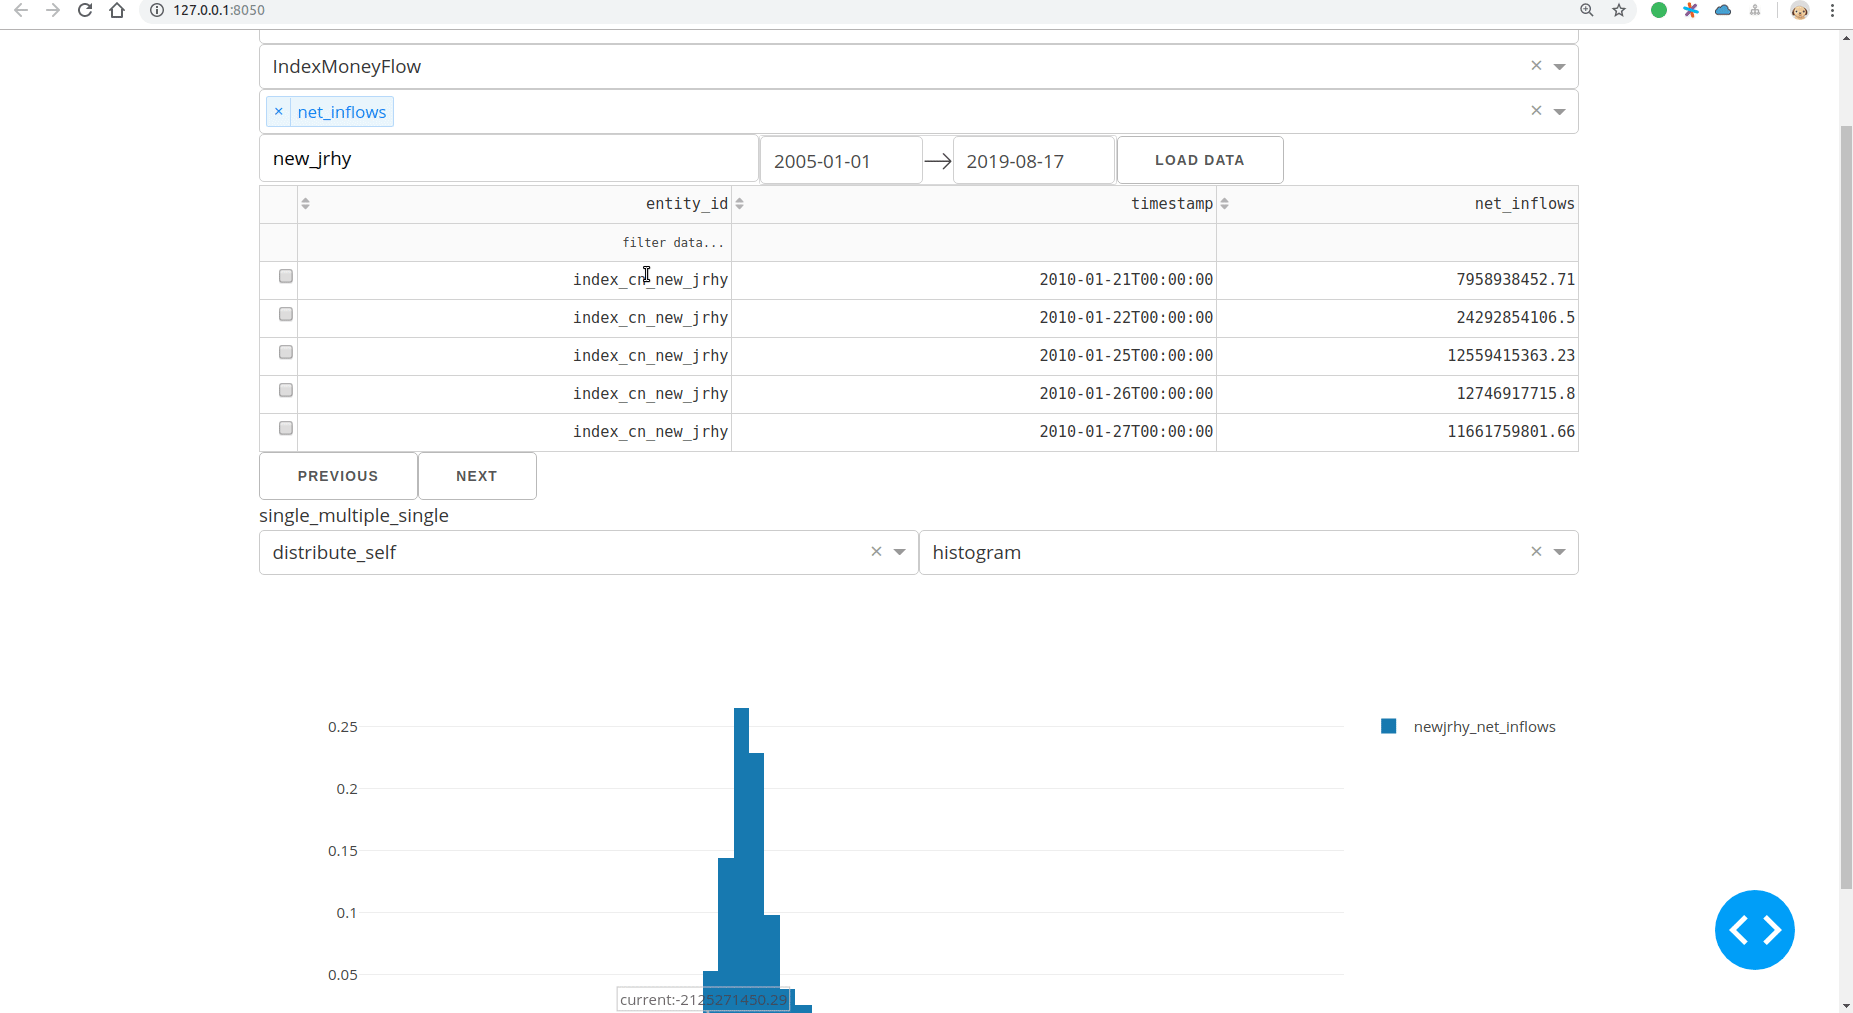 127.0.0.1:8050
IndexMoneyFlow
× net_inflows
new_jrhy 2005-01-01 → 2019-08-17 LOAD DATA
entity_id timestamp net_inflows
filter data...
index_cn_new_jrhy 2010-01-21T00:00:00 7958938452.71
index_cn_new_jrhy 2010-01-22T00:00:00 24292854106.5
index_cn_new_jrhy 2010-01-25T00:00:00 12559415363.23
index_cn_new_jrhy 2010-01-26T00:00:00 12746917715.8
index_cn_new_jrhy 2010-01-27T00:00:00 11661759801.66
PREVIOUS NEXT
single_multiple_single
distribute_self histogram
0.25 newjrhy_net_inflows
0.2
0.15
0.1
0.05
current:-2125271450.29